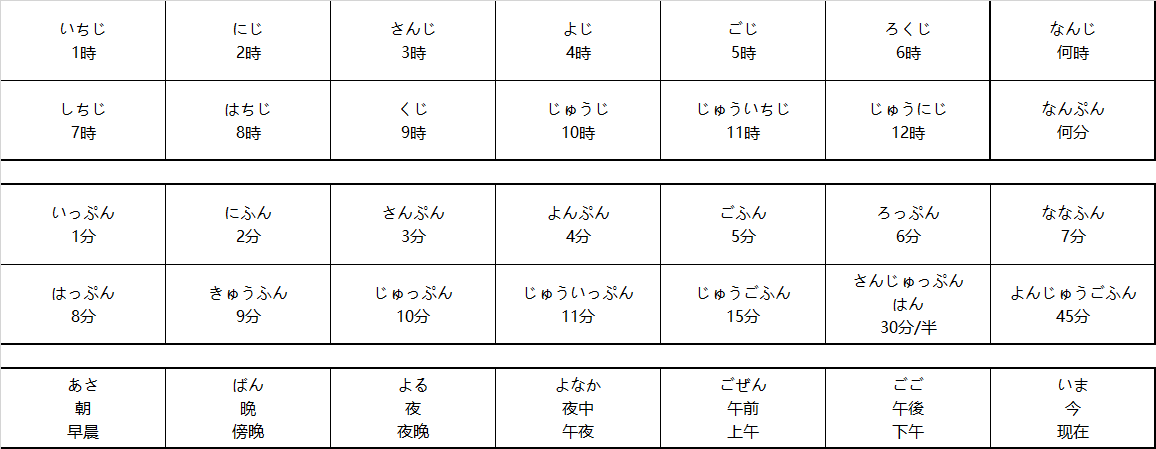 いちじ にじ さんじ よじ ごじ ろくじ なんじ
1時 2時 3時 4時 5時 6時 何時
しちじ はちじ くじ じゅうじ じゅういちじ じゅうにじ なんぷん
7時 8時 9時 10時 11時 12時 何分
いっぷん にふん さんぷん よんぷん ごふん ろっぷん ななふん
1分 2分 3分 4分 5分 6分 7分
はっぷん きゅうふん じゅっぷん じゅういっぷん じゅうごふん さんじゅっぷん よんじゅうごふん
はん
8分 9分 10分 11分 15分 30分/半 45分
あさ ばん よる よなか ごぜん ごご いま
朝 晩 夜 夜中 午前 午後 今
早晨 傍晚 夜晚 午夜 上午 下午 现在